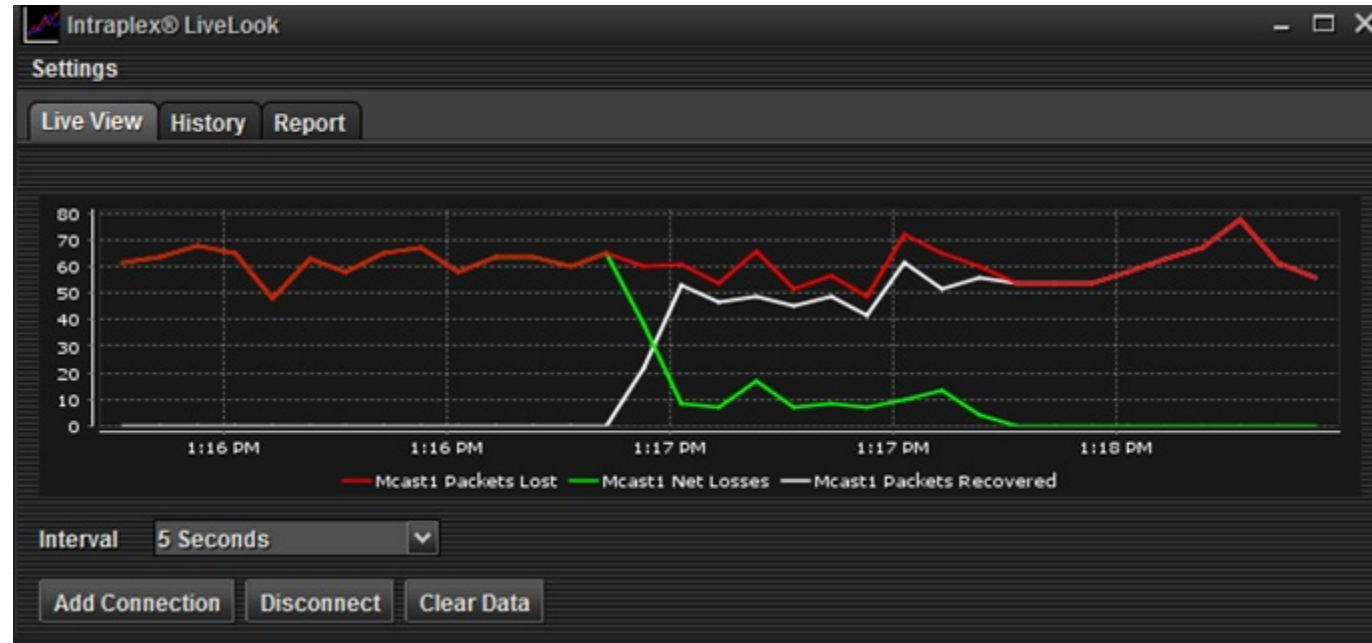 Intraplex® LiveLook
Settings
Live View History Report
80
70
60
50
40
30
20
10
0
1:16 PM 1:16 PM 1:17 PM 1:17 PM 1:18 PM
Mcast1 Packets Lost Mcast1 Net Losses Mcast1 Packets Recovered
Interval 5 Seconds
Add Connection Disconnect Clear Data